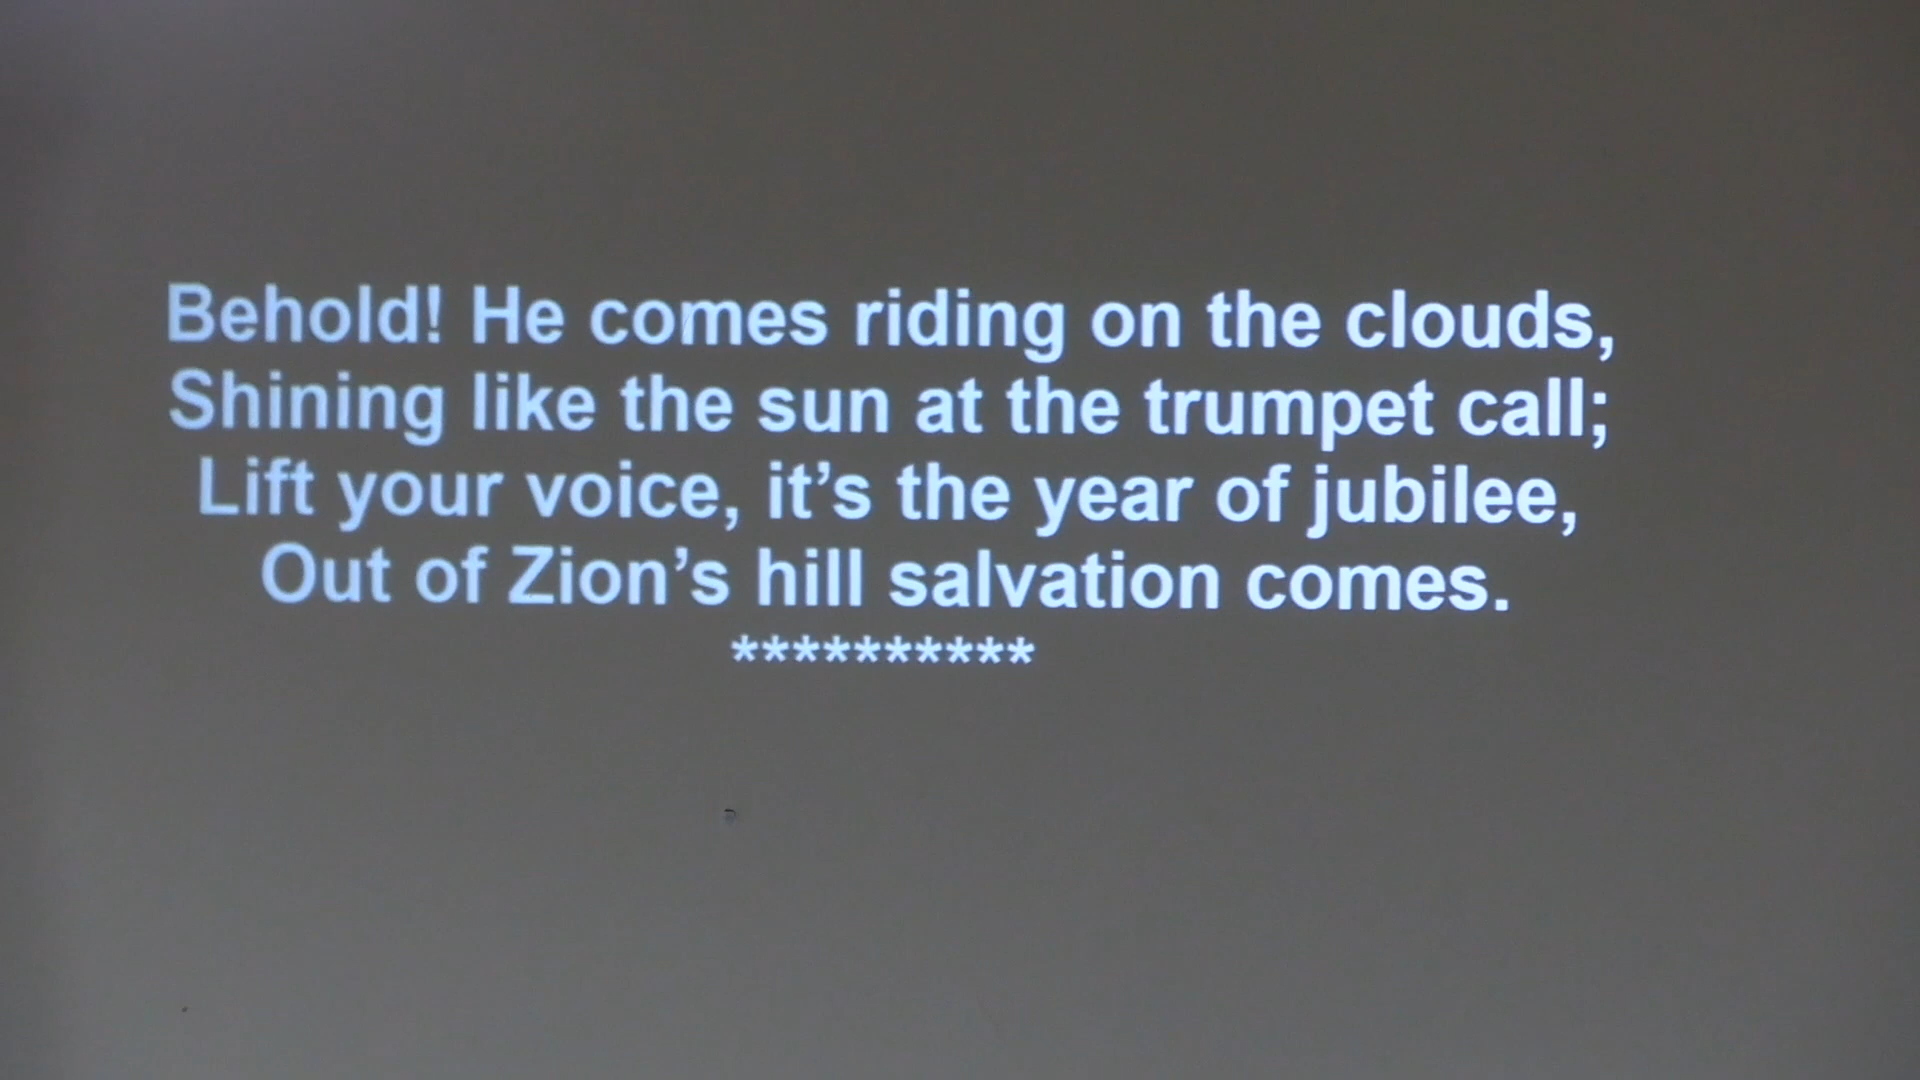 Behold! He comes riding on the clouds,
Shining like the sun at the trumpet call;
Lift your voice, it’s the year of jubilee,
Out of Zion’s hill salvation comes.
**********